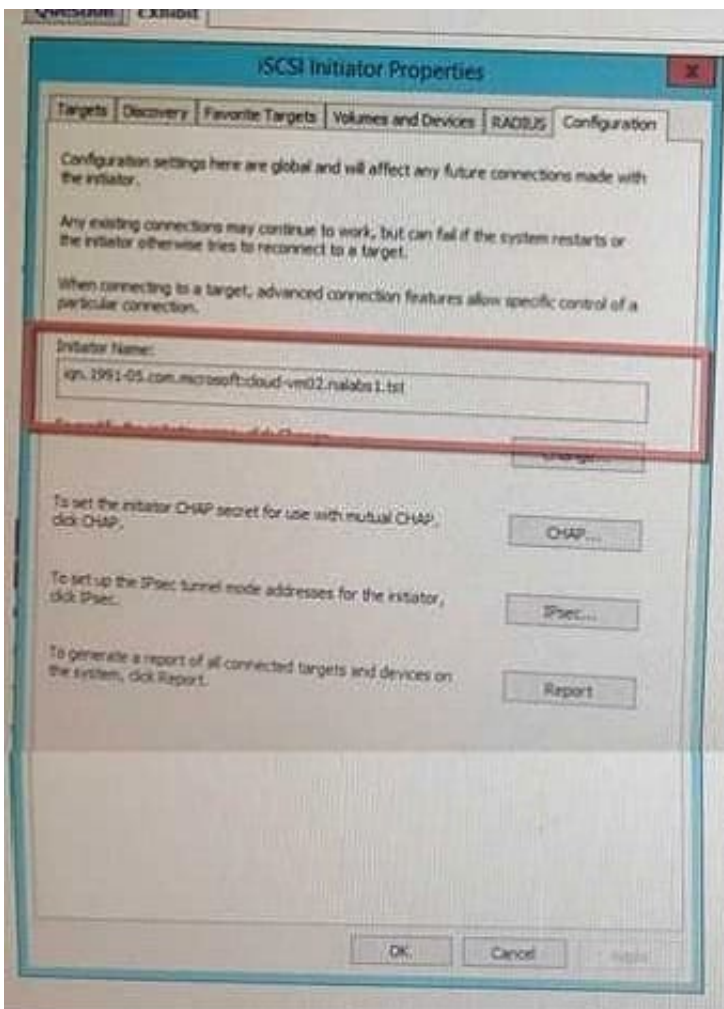 Question Exhibit
iSCSI Initiator Properties
x
Targets Discovery Favorite Targets Volumes and Devices RADIUS Configuration
Configuration settings here are global and will affect any future connections made with
the initiator.
Any existing connections may continue to work, but can fail if the system restarts or
the initiator otherwise tries to reconnect to a target.
When connecting to a target, advanced connection features allow specific control of a
particular connection.
Initiator Name:
iqn.1991-05.com.microsoft:cloud-vm02.nalabs1.tst
click Change
Change...
To set the initiator CHAP secret for use with mutual CHAP,
click CHAP.
CHAP...
To set up the IPsec tunnel mode addresses for the initiator,
click IPsec.
IPsec...
To generate a report of all connected targets and devices on
the system, click Report.
Report
OK Cancel Apply